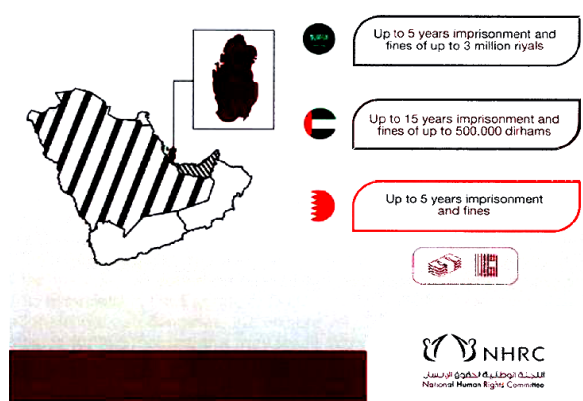 Up to 5 years imprisonment and
fines of up to 3 million riyals
Up to 15 years imprisonment and
fines of up to 500.000 dirhams
Up to 5 years imprisonment
and fines
NHRC
اللجنة الوطنية لحقوق الإنسان
National Human Rights Committee